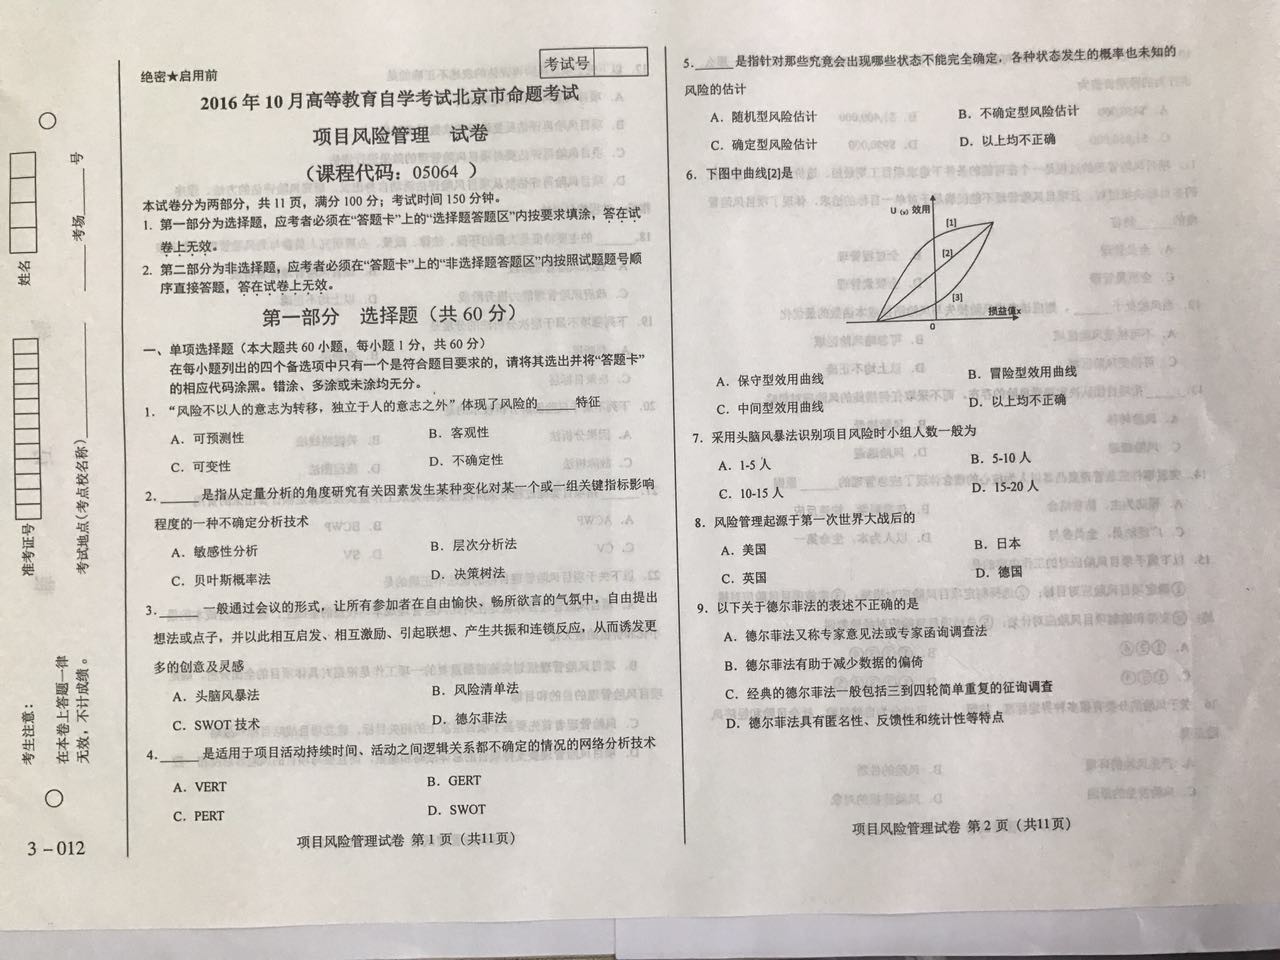 绝密★启用前
考试号
2016 年 10 月高等教育自学考试北京市命题考试
项目风险管理 试卷
（课程代码：05064 ）
本试卷分为两部分，共 11 页，满分 100 分；考试时间 150 分钟。
1. 第一部分为选择题，应考者必须在“答题卡”上的“选择题答题区”内按要求填涂，答在试
卷上无效。
2. 第二部分为非选择题，应考者必须在“答题卡”上的“非选择题答题区”内按照试题题号顺
序直接答题，答在试卷上无效。
第一部分 选择题（共 60 分）
一、单项选择题（本大题共 60 小题，每小题 1 分，共 60 分）
在每小题列出的四个备选项中只有一个是符合题目要求的，请将其选出并将“答题卡”
的相应代码涂黑。错涂、多涂或未涂均无分。
1. “风险不以人的意志为转移，独立于人的意志之外”体现了风险的______特征
A．可预测性 B．客观性
C．可变性 D．不确定性
2．______是指从定量分析的角度研究有关因素发生某种变化对某一个或一组关键指标影响
程度的一种不确定分析技术
A．敏感性分析 B．层次分析法
C．贝叶斯概率法 D．决策树法
3．______ 一般通过会议的形式，让所有参加者在自由愉快、畅所欲言的气氛中，自由提出
想法或点子，并以此相互启发、相互激励、引起联想、产生共振和连锁反应，从而诱发更
多的创意及灵感
A．头脑风暴法 B．风险清单法
C．SWOT 技术 D．德尔菲法
4．______ 是适用于项目活动持续时间、活动之间逻辑关系都不确定的情况的网络分析技术
A．VERT B．GERT
C．PERT D．SWOT
项目风险管理试卷 第 1 页（共11页）
5.______ 是指针对那些究竟会出现哪些状态不能完全确定，各种状态发生的概率也未知的
风险的估计
A．随机型风险估计 B．不确定型风险估计
C．确定型风险估计 D．以上均不正确
6．下图中曲线[2]是
U (x) 效用
[1]
[2]
[3]
损益值x
0
A．保守型效用曲线 B．冒险型效用曲线
C．中间型效用曲线 D．以上均不正确
7．采用头脑风暴法识别项目风险时小组人数一般为
A．1-5 人 B．5-10 人
C．10-15 人 D．15-20 人
8．风险管理起源于第一次世界大战后的
A．美国 B．日本
C．英国 D．德国
9．以下关于德尔菲法的表述不正确的是
A．德尔菲法又称专家意见法或专家函询调查法
B．德尔菲法有助于减少数据的偏倚
C．经典的德尔菲法一般包括三到四轮简单重复的征询调查
D．德尔菲法具有匿名性、反馈性和统计性等特点
项目风险管理试卷 第 2 页（共11页）
姓名
准考证号
考试地点(考点校名称)______考场______号
考生注意：
在本卷上答题一律
无效，不计成绩。
3－012